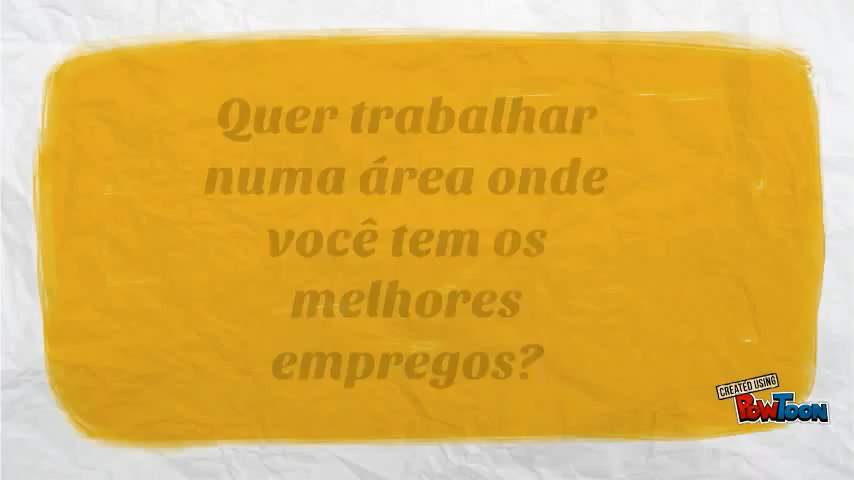 Quer trabalhar
numa área onde
você tem os
melhores
empregos?
CREATED USING
POWTOON